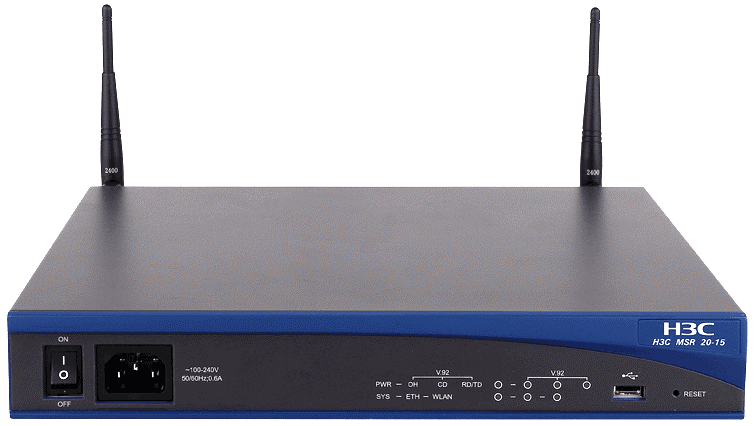 2400
2400
H3C
H3C MSR 20-15
ON
I
O
OFF
~100-240V
50/60Hz;0.6A
V.92
PWR – OH CD RD/TD
SYS – ETH – WLAN
V.92
RESET